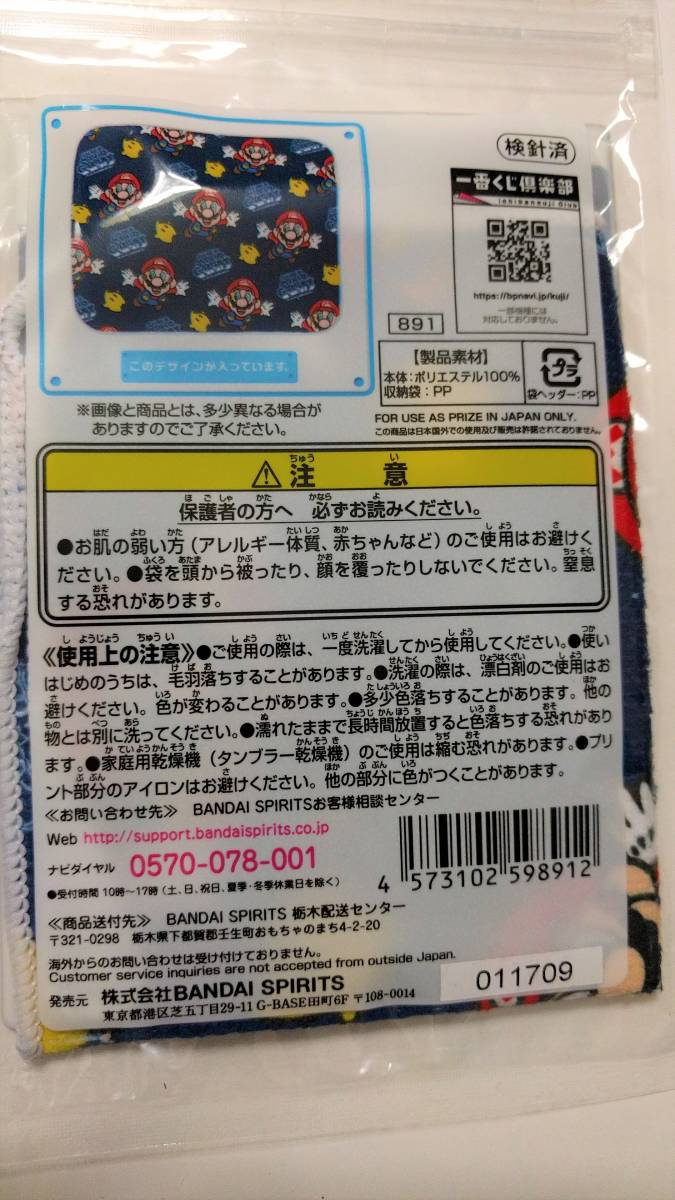 検針済
一番くじ倶楽部
ichibankuji club
https://bpnavi.jp/kuji/
一部機種には
対応しておりません。
891
このデザインが入っています。
※画像と商品とは、多少異なる場合が
ありますのでご了承ください。
【製品素材】
本体:ポリエステル100%
収納袋:PP
プラ
袋・ヘッダー:PP
FOR USE AS PRIZE IN JAPAN ONLY.
この商品は日本国外での使用及び販売は許諾されておりません。
⚠注意
保護者の方へ 必ずお読みください。
●お肌の弱い方(アレルギー体質、赤ちゃんなど)のご使用はお避けく
ださい。●袋を頭から被ったり、顔を覆ったりしないでください。窒息
する恐れがあります。
《使用上の注意》●ご使用の際は、一度洗濯してから使用してください。●使い
はじめのうちは、毛羽落ちすることがあります。●洗濯の際は、漂白剤のご使用はお
避けください。色が変わることがあります。●多少色落ちすることがあります。他の
物とは別に洗ってください。●濡れたままで長時間放置すると色落ちする恐れがあり
ます。●家庭用乾燥機(タンブラー乾燥機)のご使用は縮む恐れがあります。●プリ
ント部分のアイロンはお避けください。他の部分に色がつくことがあります。
《お問い合わせ先》 BANDAI SPIRITSお客様相談センター
Web http://support.bandaispirits.co.jp
ナビダイヤル 0570-078-001
●受付時間 10時~17時(土、日、祝日、夏季・冬季休業日を除く)
4 573102 598912
《商品送付先》 BANDAI SPIRITS 栃木配送センター
〒321-0298 栃木県下都賀郡壬生町おもちゃのまち4-2-20
海外からのお問い合わせは受け付けておりません。
Customer service inquiries are not accepted from outside Japan.
発売元 株式会社BANDAI SPIRITS
東京都港区芝五丁目29-11 G-BASE田町6F 〒108-0014
011709